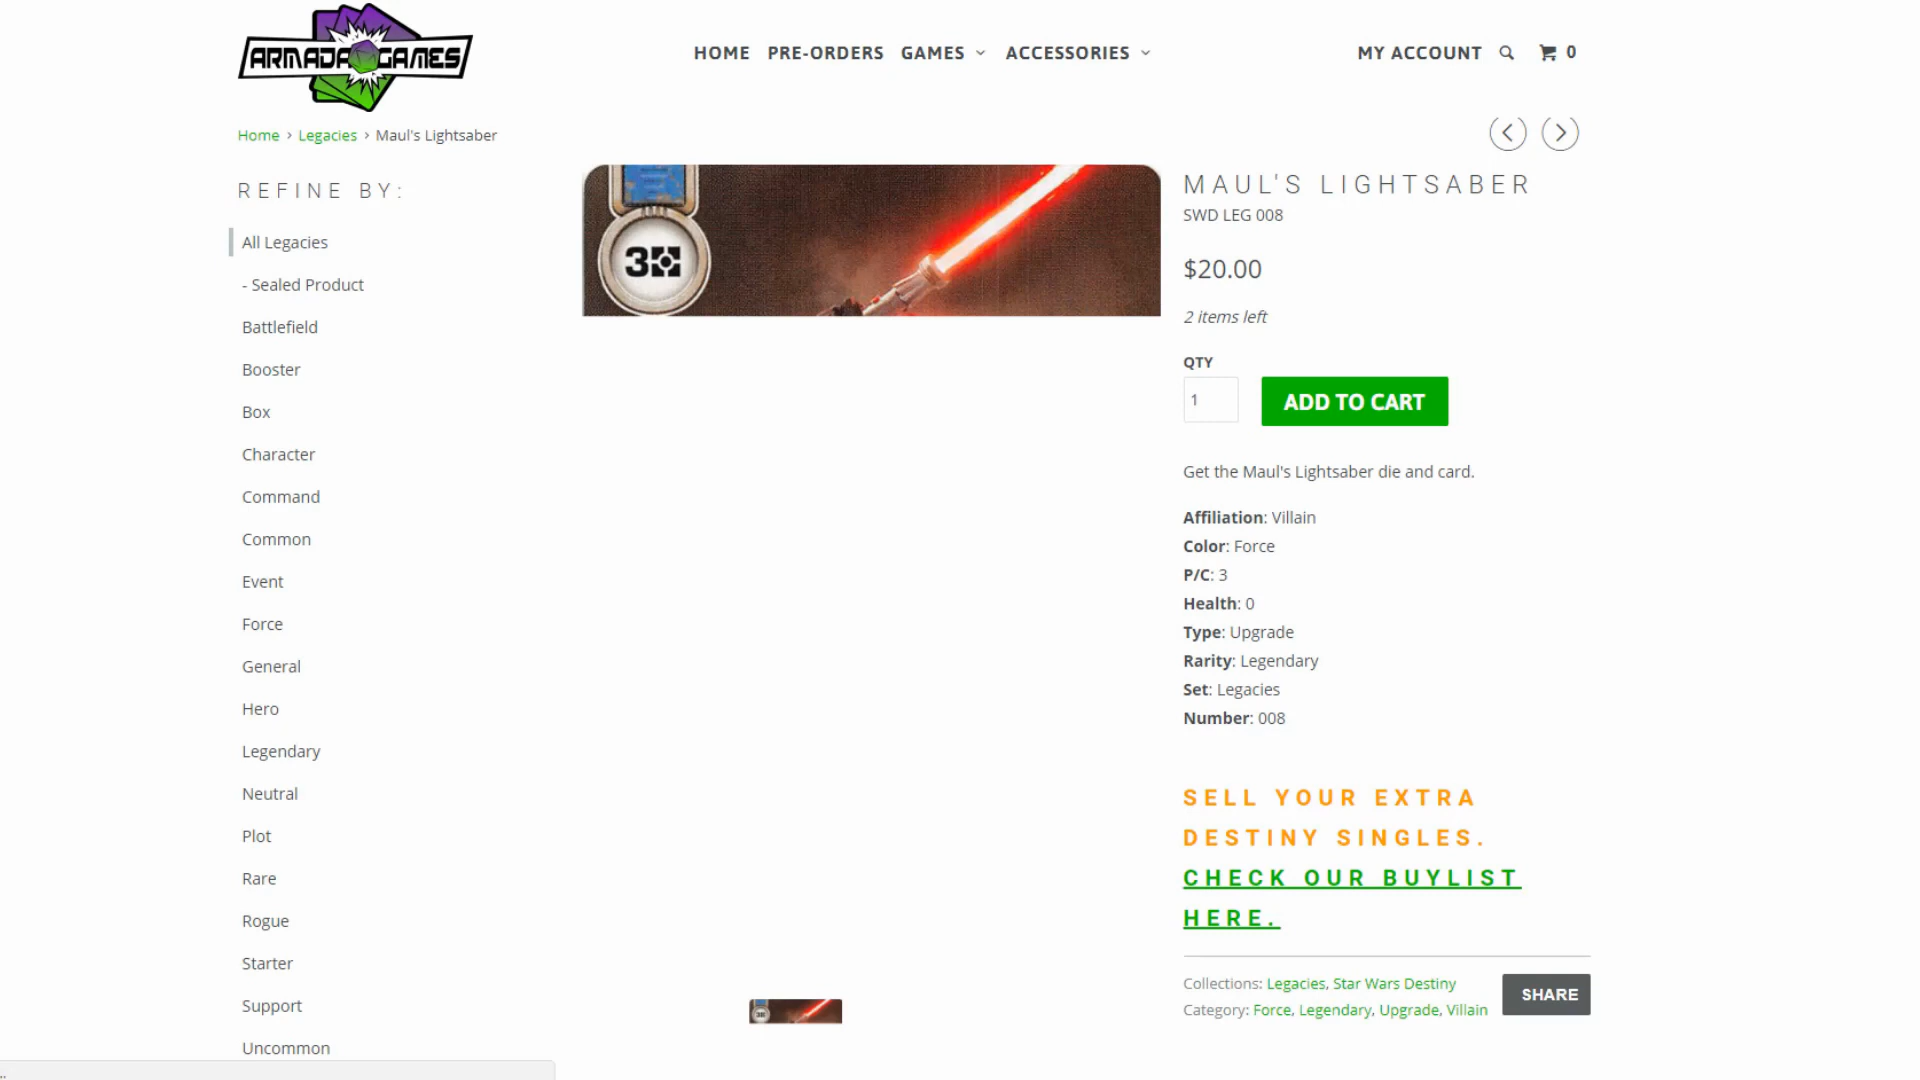 ARMADA GAMES
HOME PRE-ORDERS GAMES ACCESSORIES
MY ACCOUNT 0
Home › Legacies › Maul's Lightsaber
REFINE BY:
All Legacies
- Sealed Product
Battlefield
Booster
Box
Character
Command
Common
Event
Force
General
Hero
Legendary
Neutral
Plot
Rare
Rogue
Starter
Support
Uncommon
3
MAUL'S LIGHTSABER
SWD LEG 008
$20.00
2 items left
QTY
1
ADD TO CART
Get the Maul's Lightsaber die and card.
Affiliation: Villain
Color: Force
P/C: 3
Health: 0
Type: Upgrade
Rarity: Legendary
Set: Legacies
Number: 008
SELL YOUR EXTRA
DESTINY SINGLES.
CHECK OUR BUYLIST
HERE.
Collections: Legacies, Star Wars Destiny
Category: Force, Legendary, Upgrade, Villain
SHARE